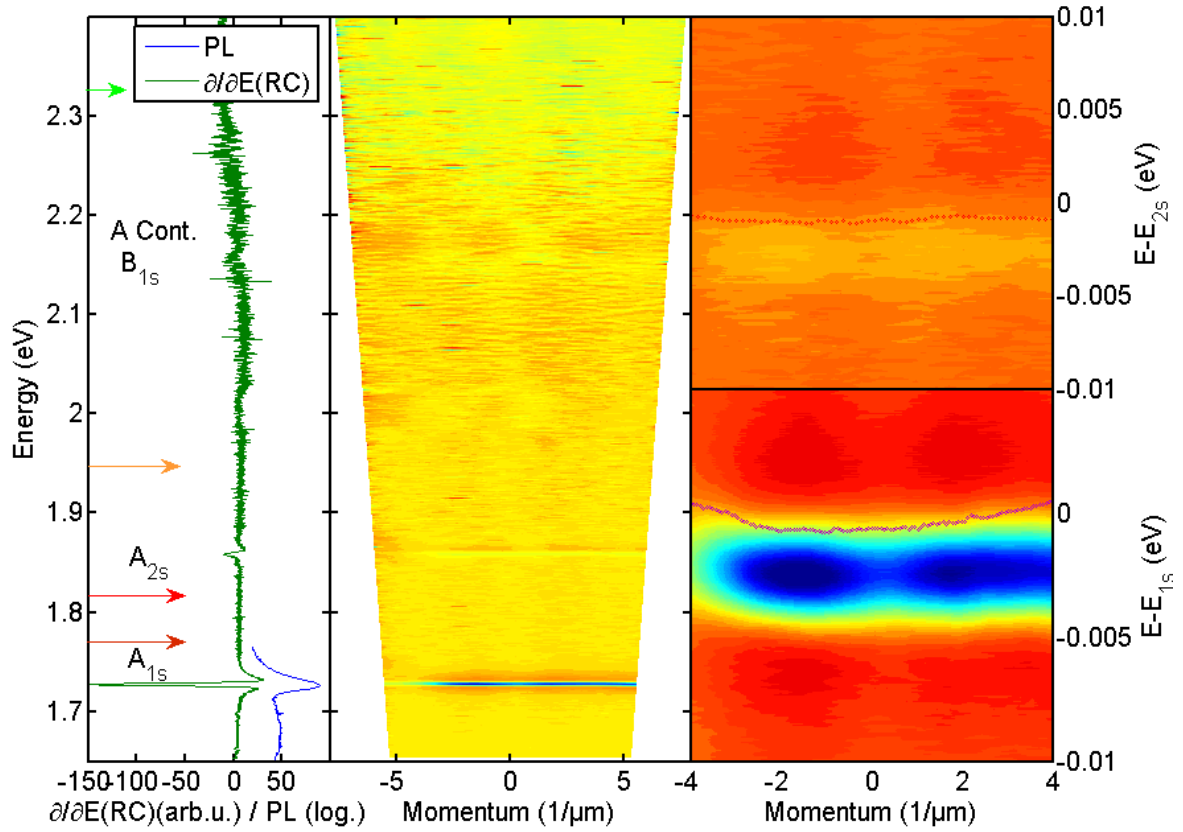 PL
∂/∂E(RC)
2.3
2.2
2.1
2
1.9
1.8
1.7
Energy (eV)
A Cont.
B1s
A2s
A1s
-150 -100 -50 0 50
∂/∂E(RC)(arb.u.) / PL (log.)
-5 0 5
Momentum (1/µm)
0.01
0.005
0
-0.005
-0.01
E-E2s (eV)
0
-0.005
-0.01
E-E1s (eV)
-4 -2 0 2 4
Momentum (1/µm)